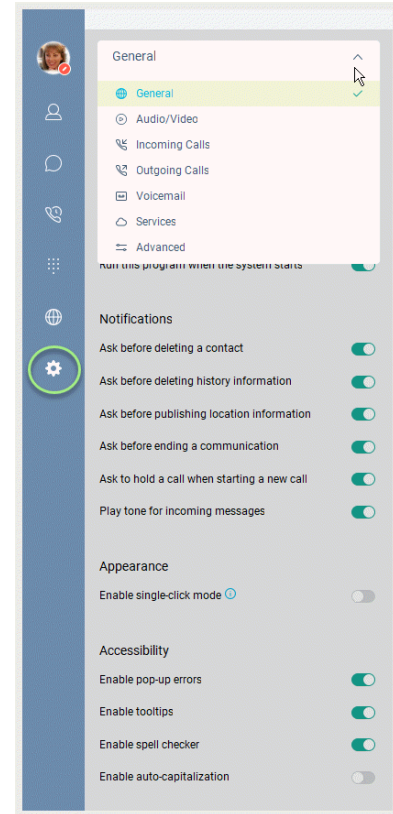 General
General
Audio/Video
Incoming Calls
Outgoing Calls
Voicemail
Services
Advanced
Run this program when the system starts
Notifications
Ask before deleting a contact
Ask before deleting history information
Ask before publishing location information
Ask before ending a communication
Ask to hold a call when starting a new call
Play tone for incoming messages
Appearance
Enable single-click mode
Accessibility
Enable pop-up errors
Enable tooltips
Enable spell checker
Enable auto-capitalization